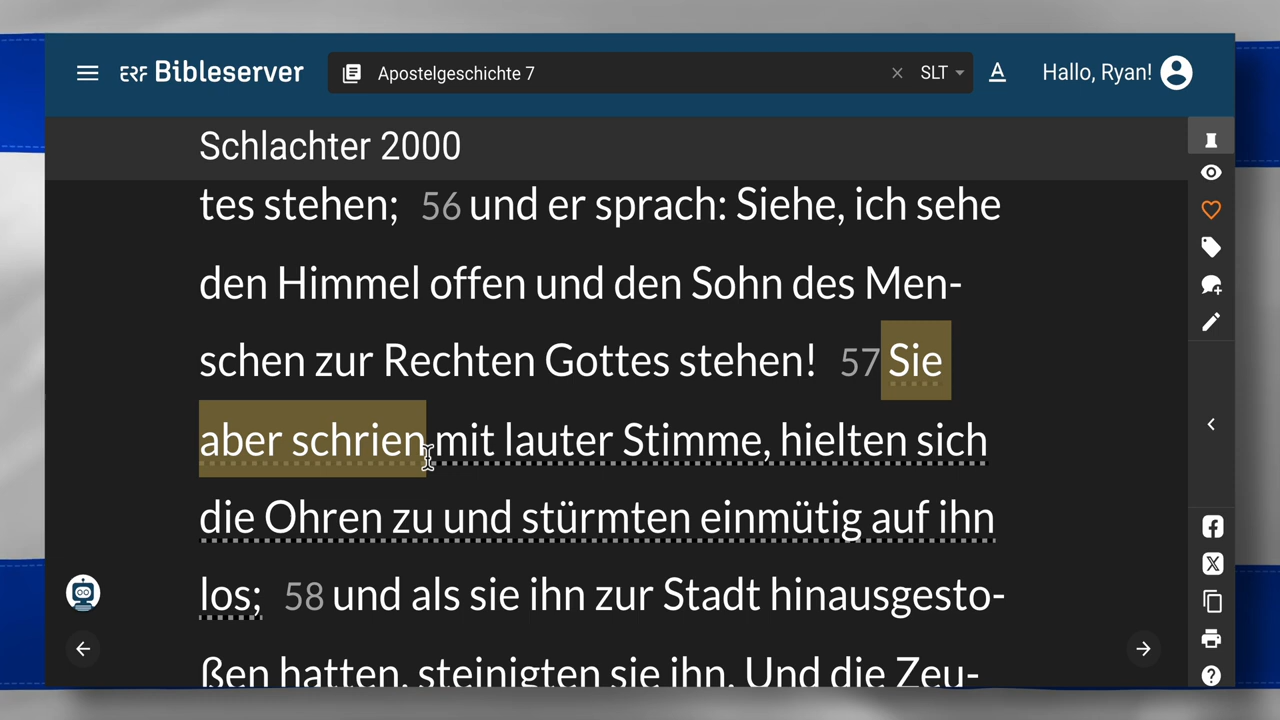 ERF Bibleserver
Apostelgeschichte 7
SLT
Hallo, Ryan!
Schlachter 2000
tes stehen; 56 und er sprach: Siehe, ich sehe
den Himmel offen und den Sohn des Men-
schen zur Rechten Gottes stehen! 57 Sie
aber schrien mit lauter Stimme, hielten sich
die Ohren zu und stürmten einmütig auf ihn
los; 58 und als sie ihn zur Stadt hinausgesto-
ßen hatten, steinigten sie ihn. Und die Zeu-